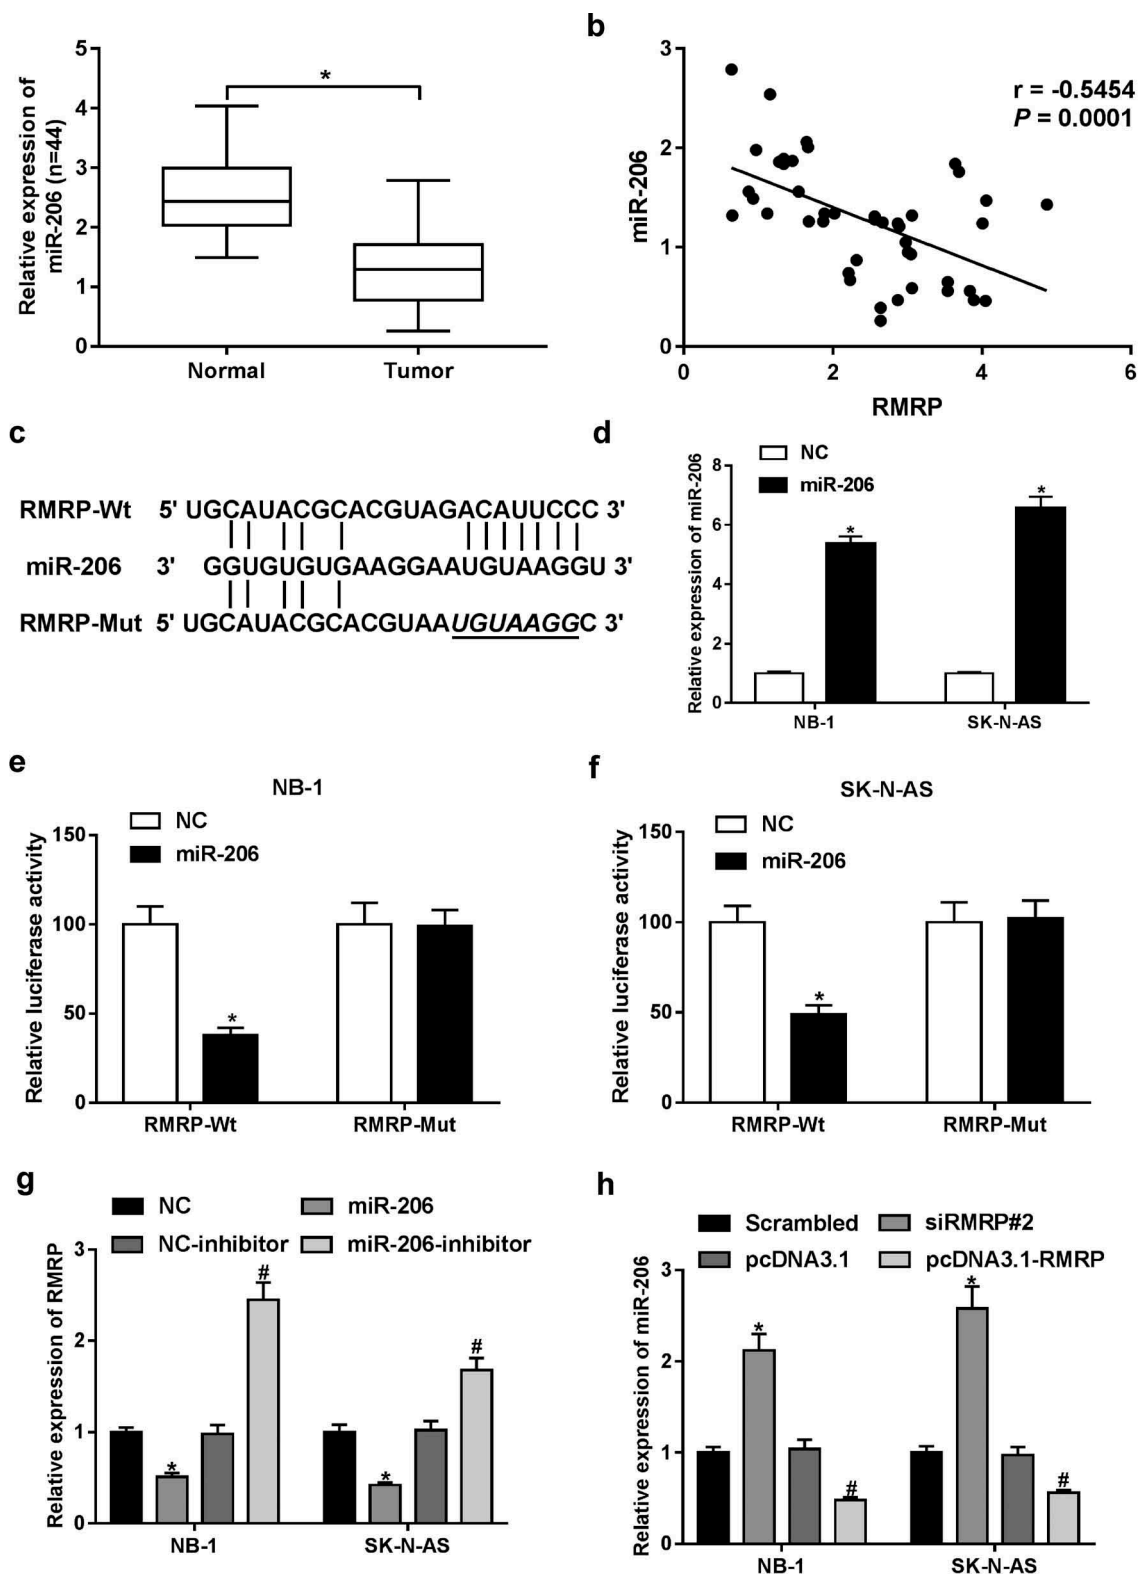 Relative expression of
miR-206 (n=44)
5
4
3
2
1
0
*
Normal
Tumor
b
miR-206
3
2
1
0
r = -0.5454
P = 0.0001
0
2
4
6
RMRP
c
RMRP-Wt 5' UGCAUACGCACGUAGACAUUCCC 3'
miR-206 3' GGUGUGUGAAGGAAUGUAAGGU 3'
RMRP-Mut 5' UGCAUACGCACGUAAUGUAAGGC 3'
d
NC
miR-206
Relative expression of miR-206
8
6
4
2
0
*
*
NB-1
SK-N-AS
e
NB-1
NC
miR-206
Relative luciferase activity
150
100
50
0
*
RMRP-Wt
RMRP-Mut
f
SK-N-AS
NC
miR-206
Relative luciferase activity
150
100
50
0
*
RMRP-Wt
RMRP-Mut
g
NC
miR-206
NC-inhibitor
miR-206-inhibitor
Relative expression of RMRP
3
2
1
0
*
#
*
#
NB-1
SK-N-AS
h
Scrambled
siRMRP#2
pcDNA3.1
pcDNA3.1-RMRP
Relative expression of miR-206
3
2
1
0
*
#
*
#
NB-1
SK-N-AS